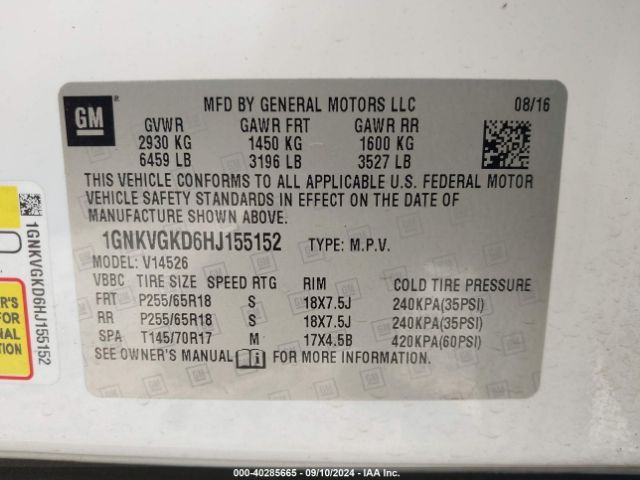 GM
MFD BY GENERAL MOTORS LLC 08/16
GVWR GAWR FRT GAWR RR
2930 KG 1450 KG 1600 KG
6459 LB 3196 LB 3527 LB
THIS VEHICLE CONFORMS TO ALL APPLICABLE U.S. FEDERAL MOTOR
VEHICLE SAFETY STANDARDS IN EFFECT ON THE DATE OF
MANUFACTURE SHOWN ABOVE.
1GNKVGKD6HJ155152 TYPE: M.P.V.
MODEL: V14526
VBBC TIRE SIZE SPEED RTG RIM COLD TIRE PRESSURE
FRT P255/65R18 S 18X7.5J 240KPA(35PSI)
RR P255/65R18 S 18X7.5J 240KPA(35PSI)
SPA T145/70R17 M 17X4.5B 420KPA(60PSI)
SEE OWNER'S MANUAL FOR MORE INFORMATION.
1GNKVGKD6HJ155152
ER'S
FINAL
ATION
000-40285665 - 09/10/2024 - IAA Inc.